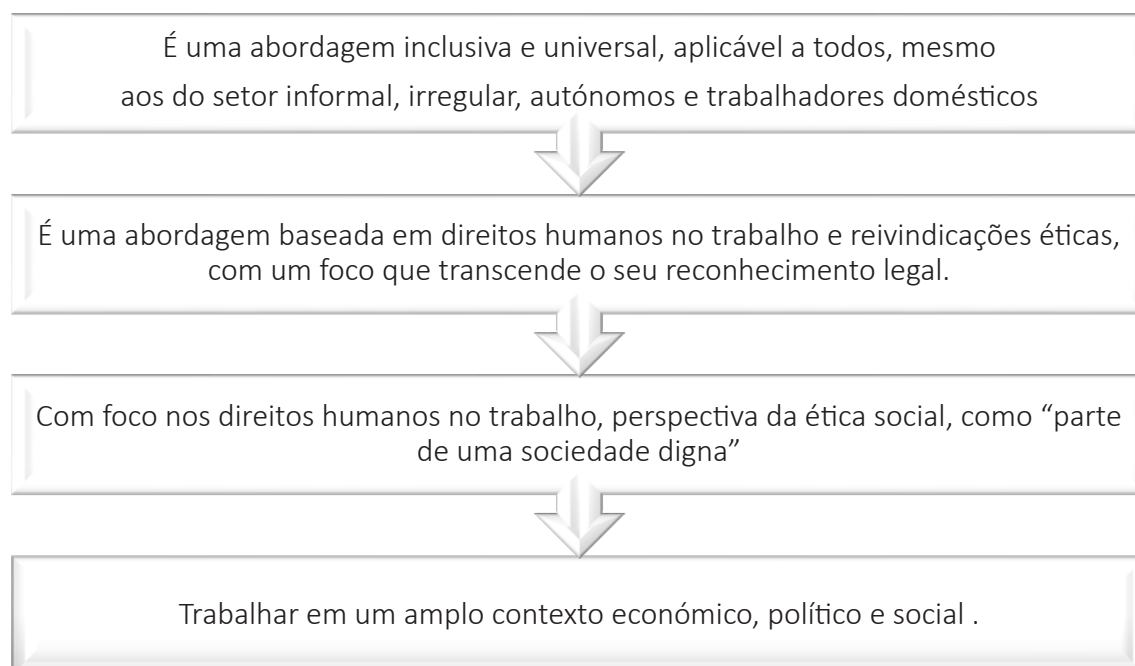 É uma abordagem inclusiva e universal, aplicável a todos, mesmo
aos do setor informal, irregular, autónomos e trabalhadores domésticos
É uma abordagem baseada em direitos humanos no trabalho e reivindicações éticas,
com um foco que transcende o seu reconhecimento legal.
Com foco nos direitos humanos no trabalho, perspectiva da ética social, como “parte
de uma sociedade digna”
Trabalhar em um amplo contexto económico, político e social .